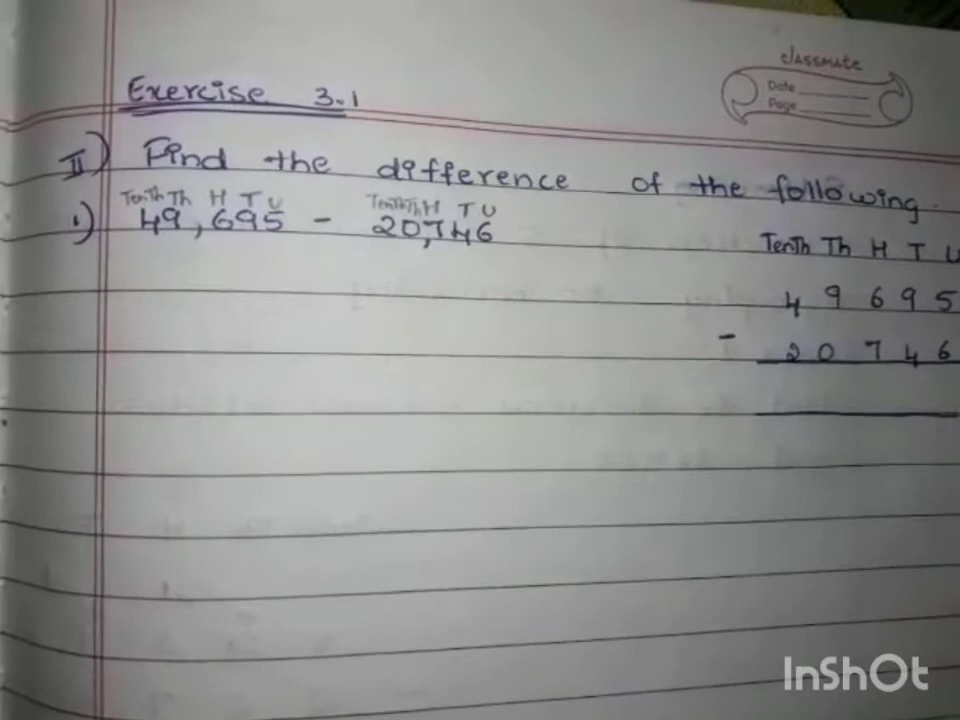 classmate
Date
Page
Exercise 3.1
II) Find the difference of the following.
TenTh Th H T U TenTh Th H T U
1.) 49,695 - 20,746
TenTh Th H T U
4 9 6 9 5
- 2 0 7 4 6
InShOt